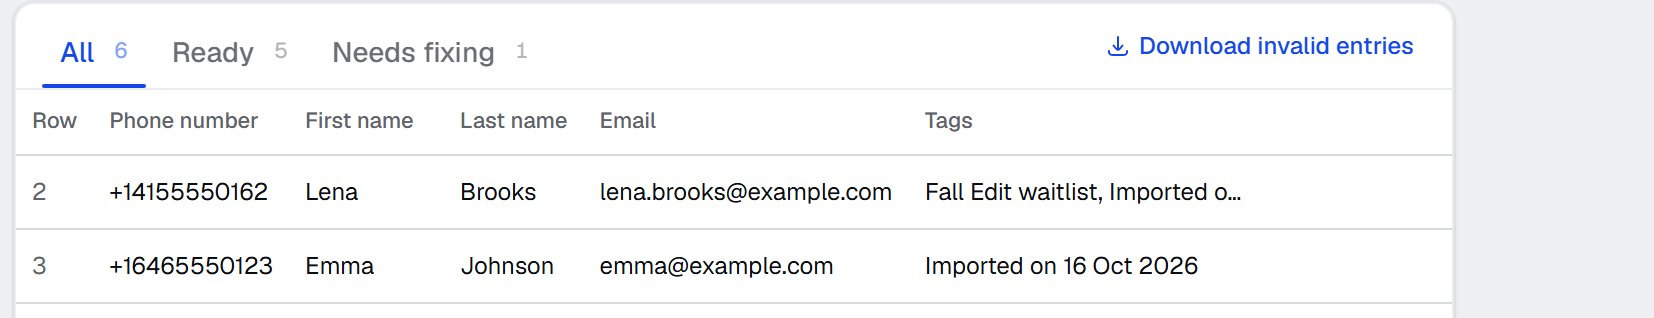 All 6 Ready 5 Needs fixing 1 Download invalid entries
Row Phone number First name Last name Email Tags
2 +14155550162 Lena Brooks lena.brooks@example.com Fall Edit waitlist, Imported o...
3 +16465550123 Emma Johnson emma@example.com Imported on 16 Oct 2026